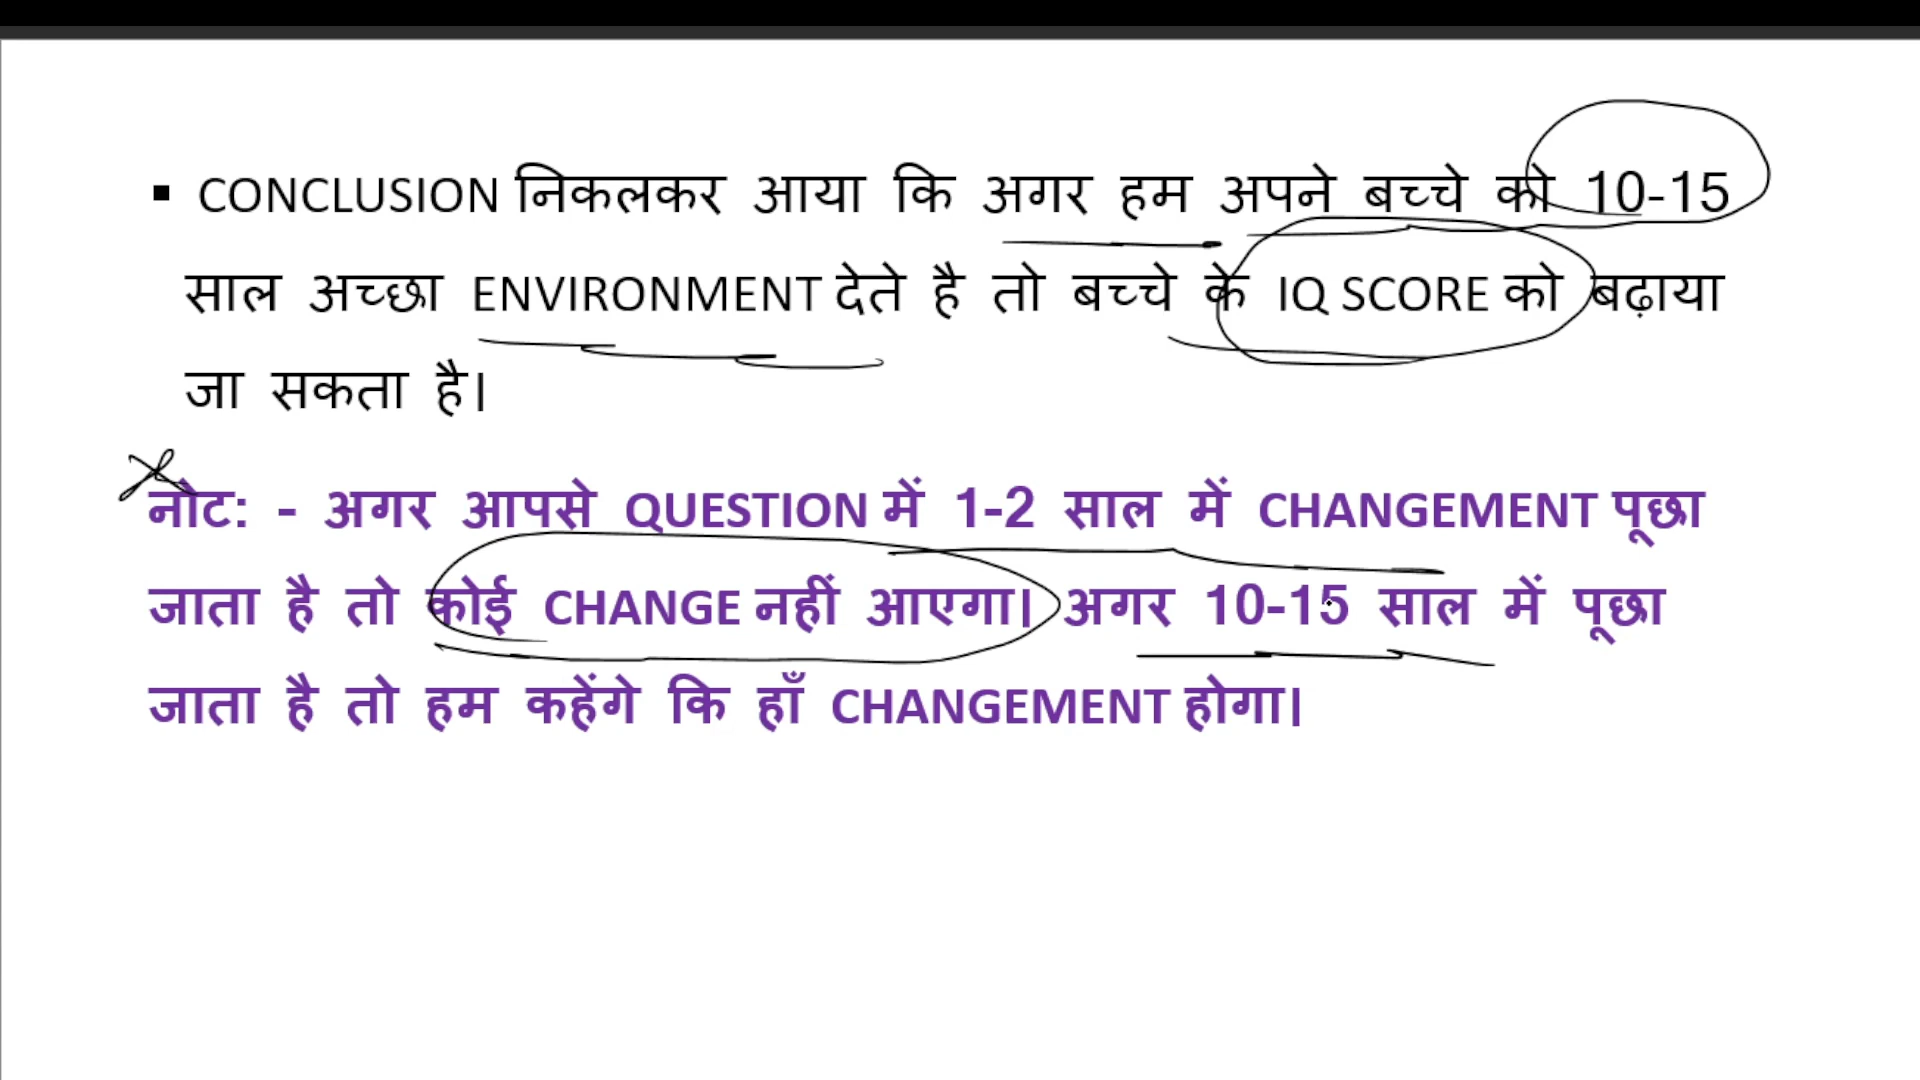 ▪ CONCLUSION निकलकर आया कि अगर हम अपने बच्चे को 10-15
साल अच्छा ENVIRONMENT देते है तो बच्चे के IQ SCORE को बढ़ाया
जा सकता है।
नोट: - अगर आपसे QUESTION में 1-2 साल में CHANGEMENT पूछा
जाता है तो कोई CHANGE नहीं आएगा। अगर 10-15 साल में पूछा
जाता है तो हम कहेंगे कि हाँ CHANGEMENT होगा।